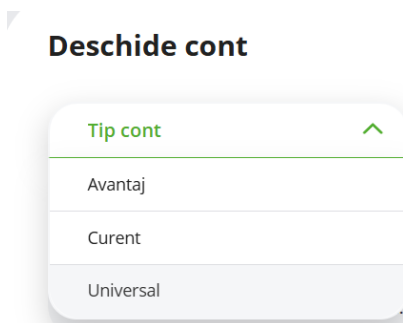 Deschide cont
Tip cont
Avantaj
Curent
Universal